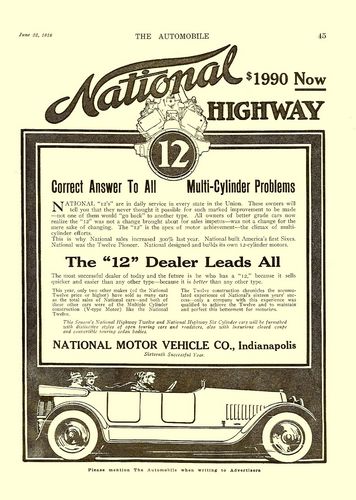 June 22, 1916 THE AUTOMOBILE 45
National $1990 Now
HIGHWAY
12
Correct Answer To All Multi-Cylinder Problems
NATIONAL "12's" are in daily service in every state in the Union. These owners will
tell you that they never thought it possible for such marked improvement to be made
—not one of them would "go back" to another type. All owners of better grade cars now
realize the "12" was not a change brought about for sales impetus—was not a change for the
mere sake of changing. The "12" is the apex of motor achievement—the climax of multi-
cylinder efforts.
This is why National sales increased 300% last year. National built America's first Sixes.
National was the Twelve Pioneer. National designed and builds its own 12-cylinder motors.
The "12" Dealer Leads All
The most successful dealer of today and the future is he who has a "12," because it sells
quicker and easier than any other type—because it is better than any other type.
This year, only two other makes (of the National
Twelve price or higher) have sold as many cars
as the total sales of National cars—and both of
these other cars were of the Multiple Cylinder
construction (V-type Motor) like the National
Twelve.
The Twelve construction chronicles the accumu-
lated experience of National's sixteen years' suc-
cess—only a company with this experience was
qualified to achieve the Twelve and to maintain
and perfect this betterment for motorists.
This Season's National Highway Twelve and National Highway Six Cylinder cars will be furnished
with distinctive styles of open touring cars and roadsters, also with luxurious closed coupe
and convertible touring sedan bodies.
NATIONAL MOTOR VEHICLE CO., Indianapolis
Sixteenth Successful Year.
Please mention The Automobile when writing to Advertisers